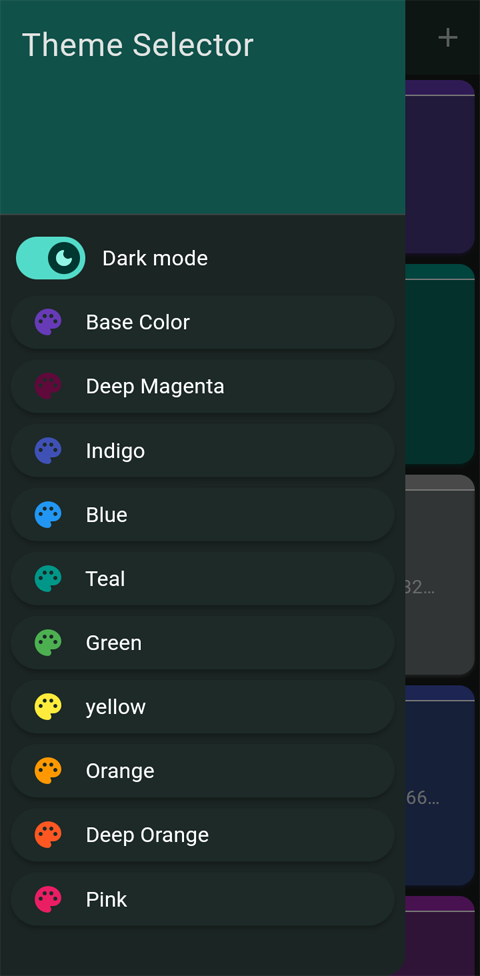 Theme Selector
Dark mode
Base Color
Deep Magenta
Indigo
Blue
Teal
32...
Green
yellow
Orange
66...
Deep Orange
Pink